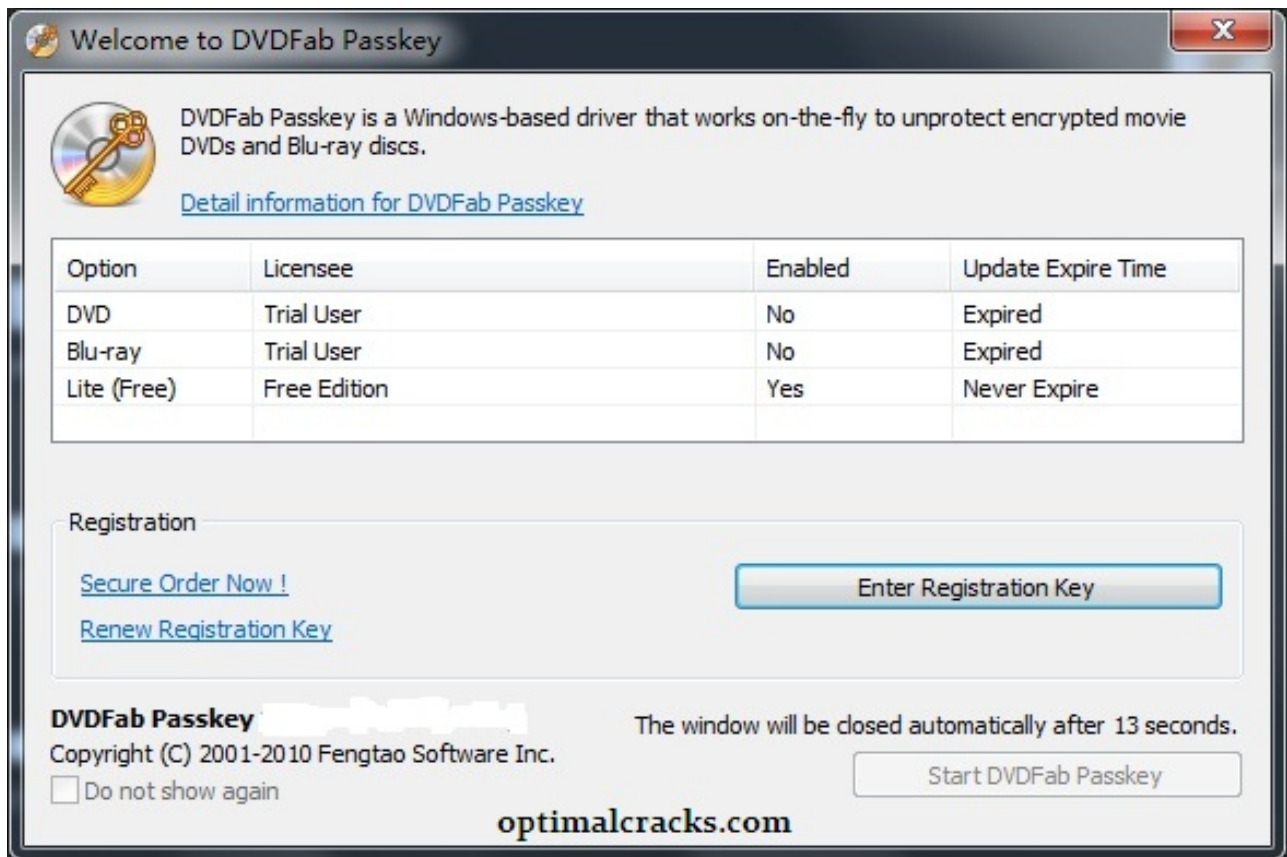 Welcome to DVDFab Passkey
X
DVDFab Passkey is a Windows-based driver that works on-the-fly to unprotect encrypted movie
DVDs and Blu-ray discs.
Detail information for DVDFab Passkey
Option Licensee Enabled Update Expire Time
DVD Trial User No Expired
Blu-ray Trial User No Expired
Lite (Free) Free Edition Yes Never Expire
Registration
Secure Order Now !
Enter Registration Key
Renew Registration Key
DVDFab Passkey
The window will be closed automatically after 13 seconds.
Copyright (C) 2001-2010 Fengtao Software Inc.
Start DVDFab Passkey
Do not show again
optimalcracks.com